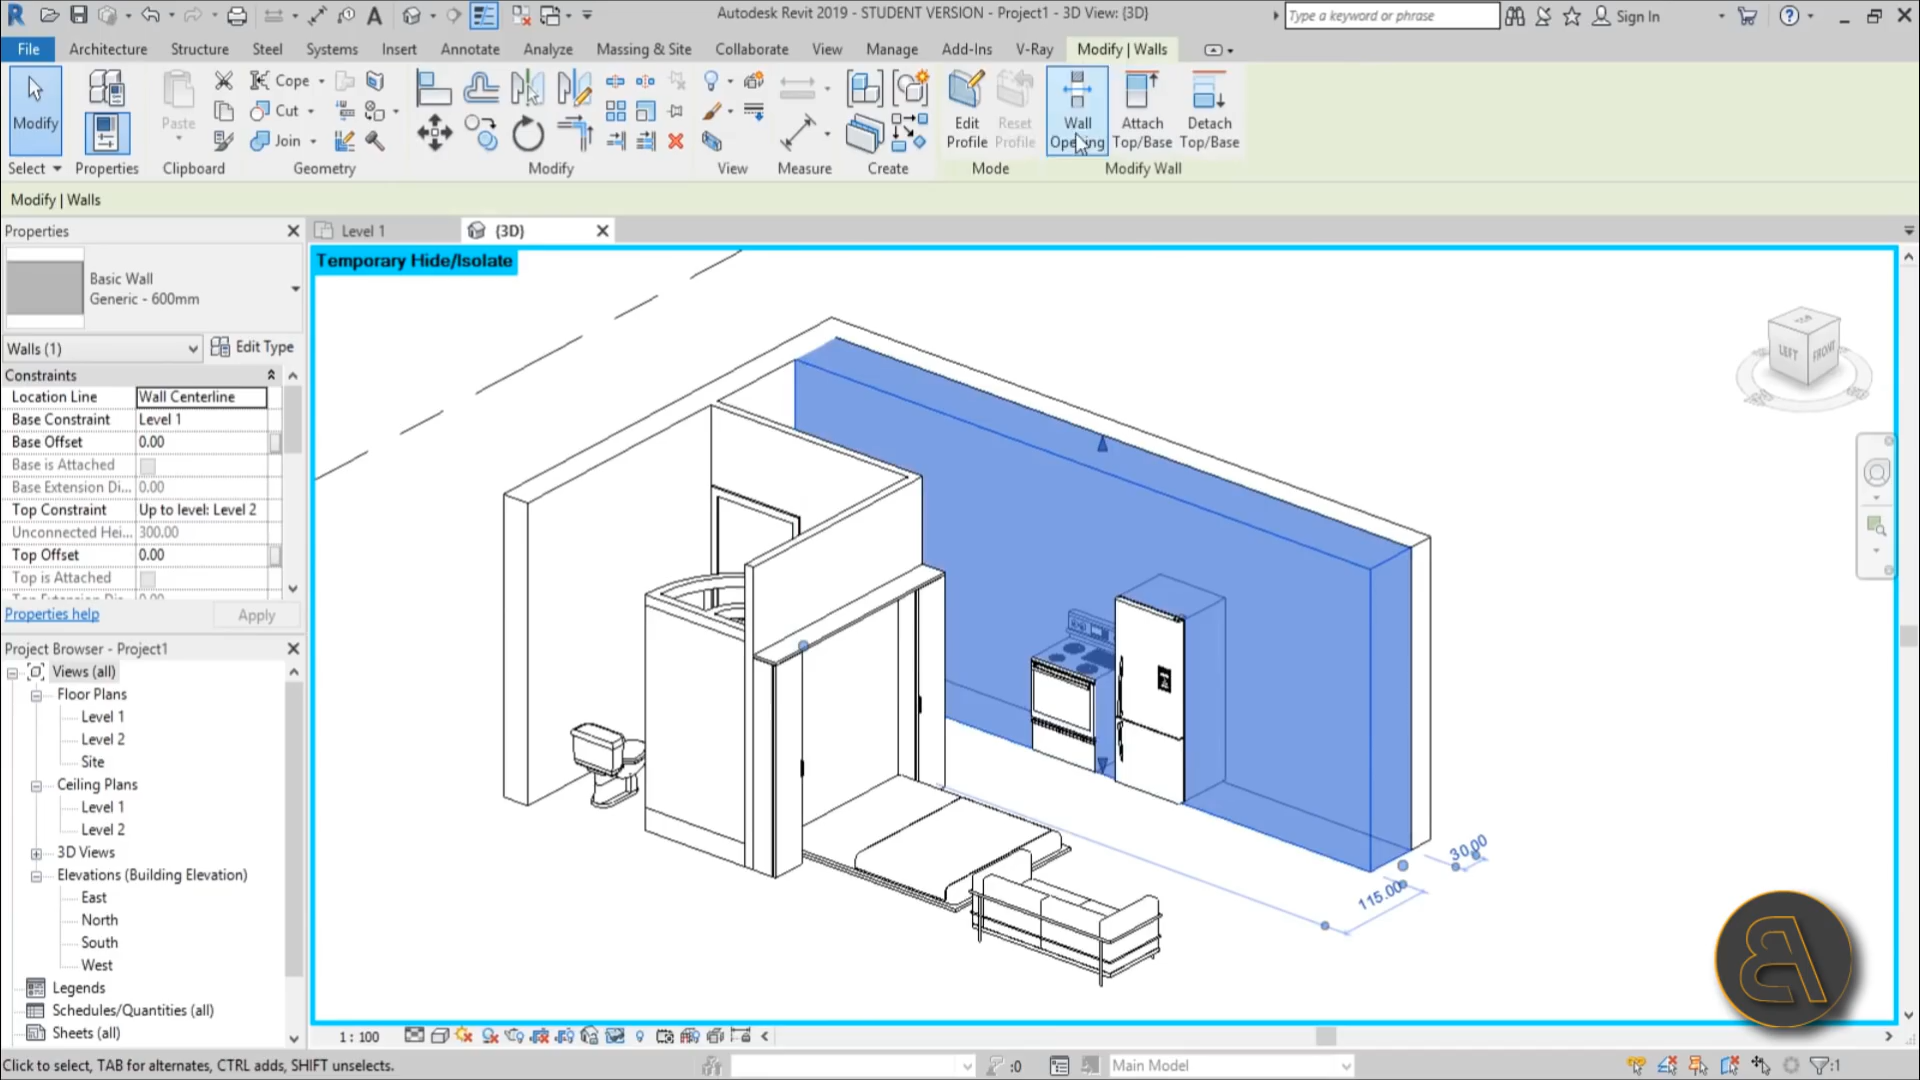 Autodesk Revit 2019 - STUDENT VERSION - Project1 - 3D View: {3D}
Type a keyword or phrase
Sign In
File
Architecture
Structure
Steel
Systems
Insert
Annotate
Analyze
Massing & Site
Collaborate
View
Manage
Add-Ins
V-Ray
Modify | Walls
Modify
Paste
Cope
Cut
Join
Edit Profile
Reset Profile
Wall Opening
Attach Top/Base
Detach Top/Base
Select
Properties
Clipboard
Geometry
Modify
View
Measure
Create
Mode
Modify Wall
Modify | Walls
Properties
Level 1
{3D}
Basic Wall
Generic - 600mm
Walls (1)
Edit Type
Constraints
Location Line Wall Centerline
Base Constraint Level 1
Base Offset 0.00
Base is Attached
Base Extension Di... 0.00
Top Constraint Up to level: Level 2
Unconnected Hei... 300.00
Top Offset 0.00
Top is Attached
Properties help
Apply
Project Browser - Project1
Views (all)
Floor Plans
Level 1
Level 2
Site
Ceiling Plans
Level 1
Level 2
3D Views
Elevations (Building Elevation)
East
North
South
West
Legends
Schedules/Quantities (all)
Sheets (all)
Temporary Hide/Isolate
TOP
LEFT
FRONT
30.00
115.00
1 : 100
Click to select, TAB for alternates, CTRL adds, SHIFT unselects.
:0
Main Model
:1